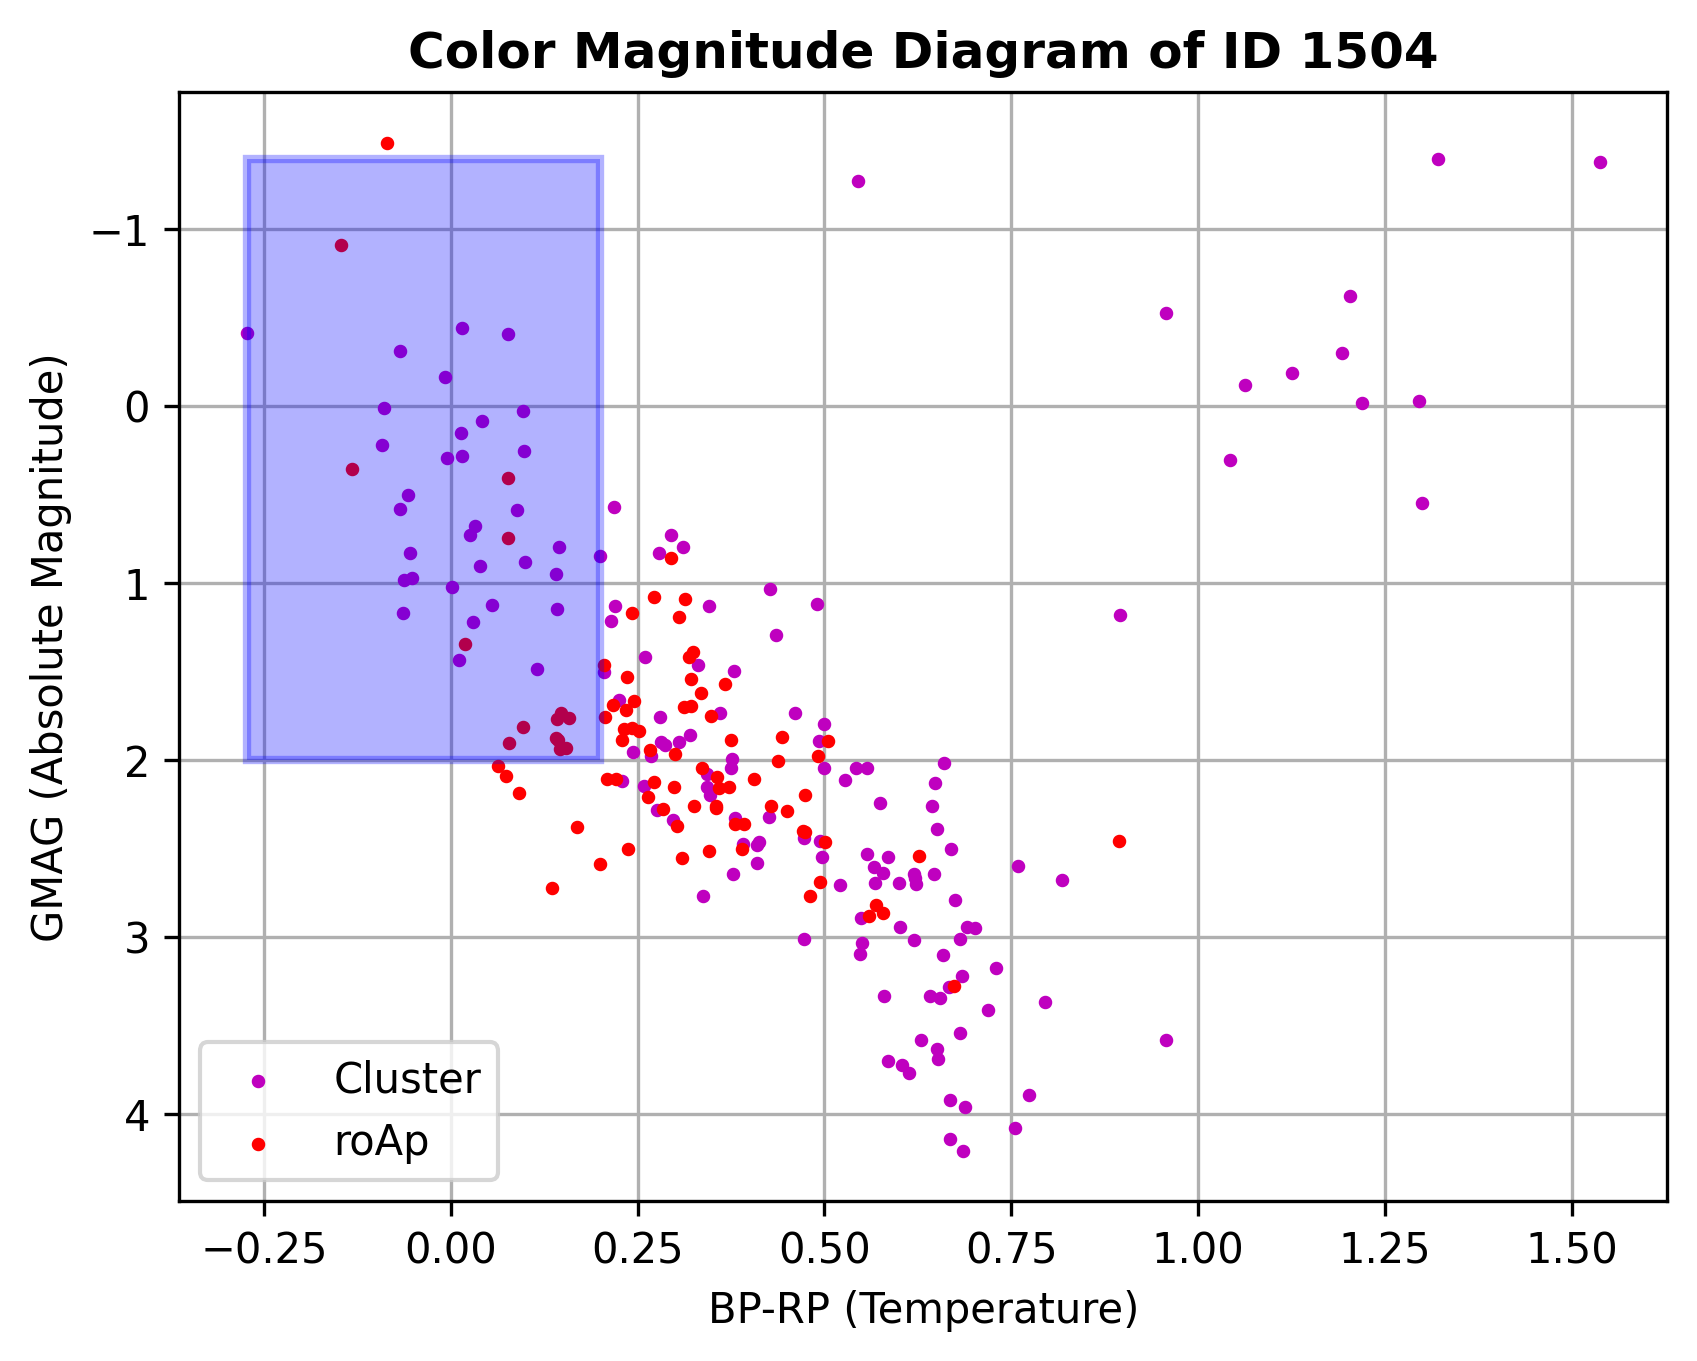 Color Magnitude Diagram of ID 1504
GMAG (Absolute Magnitude)
−1
0
1
2
3
4
Cluster
roAp
−0.25 0.00 0.25 0.50 0.75 1.00 1.25 1.50
BP-RP (Temperature)